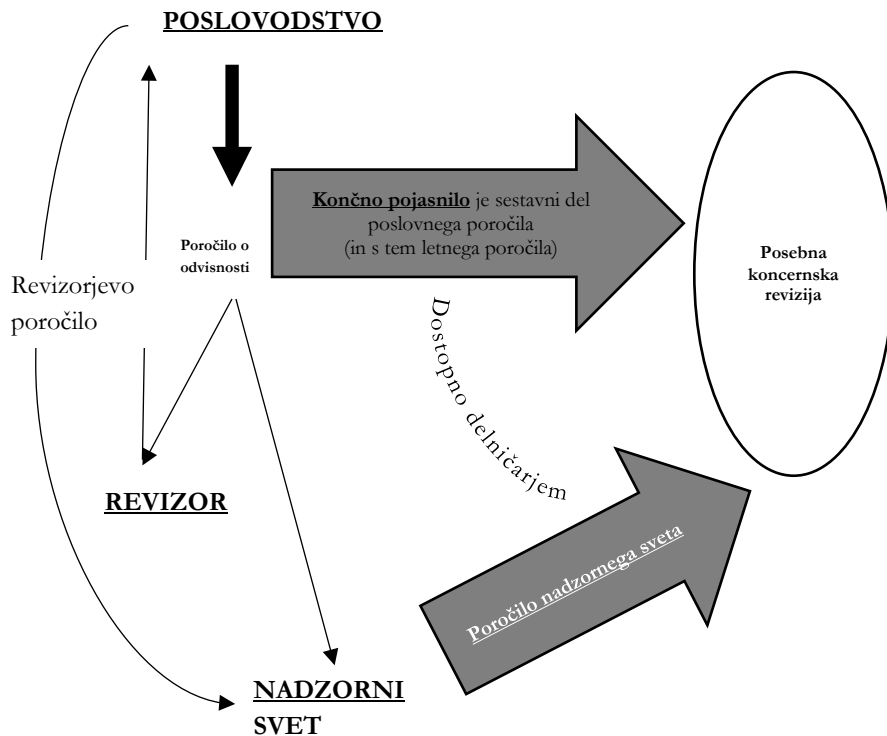 POSLOVODSTVO
Končno pojasnilo je sestavni del
poslovnega poročila
(in s tem letnega poročila)
Poročilo o
odvisnosti
Posebna
koncernska
revizija
Revizorjevo
poročilo
Dostopno delničarjem
REVIZOR
Poročilo nadzornega sveta
NADZORNI
SVET